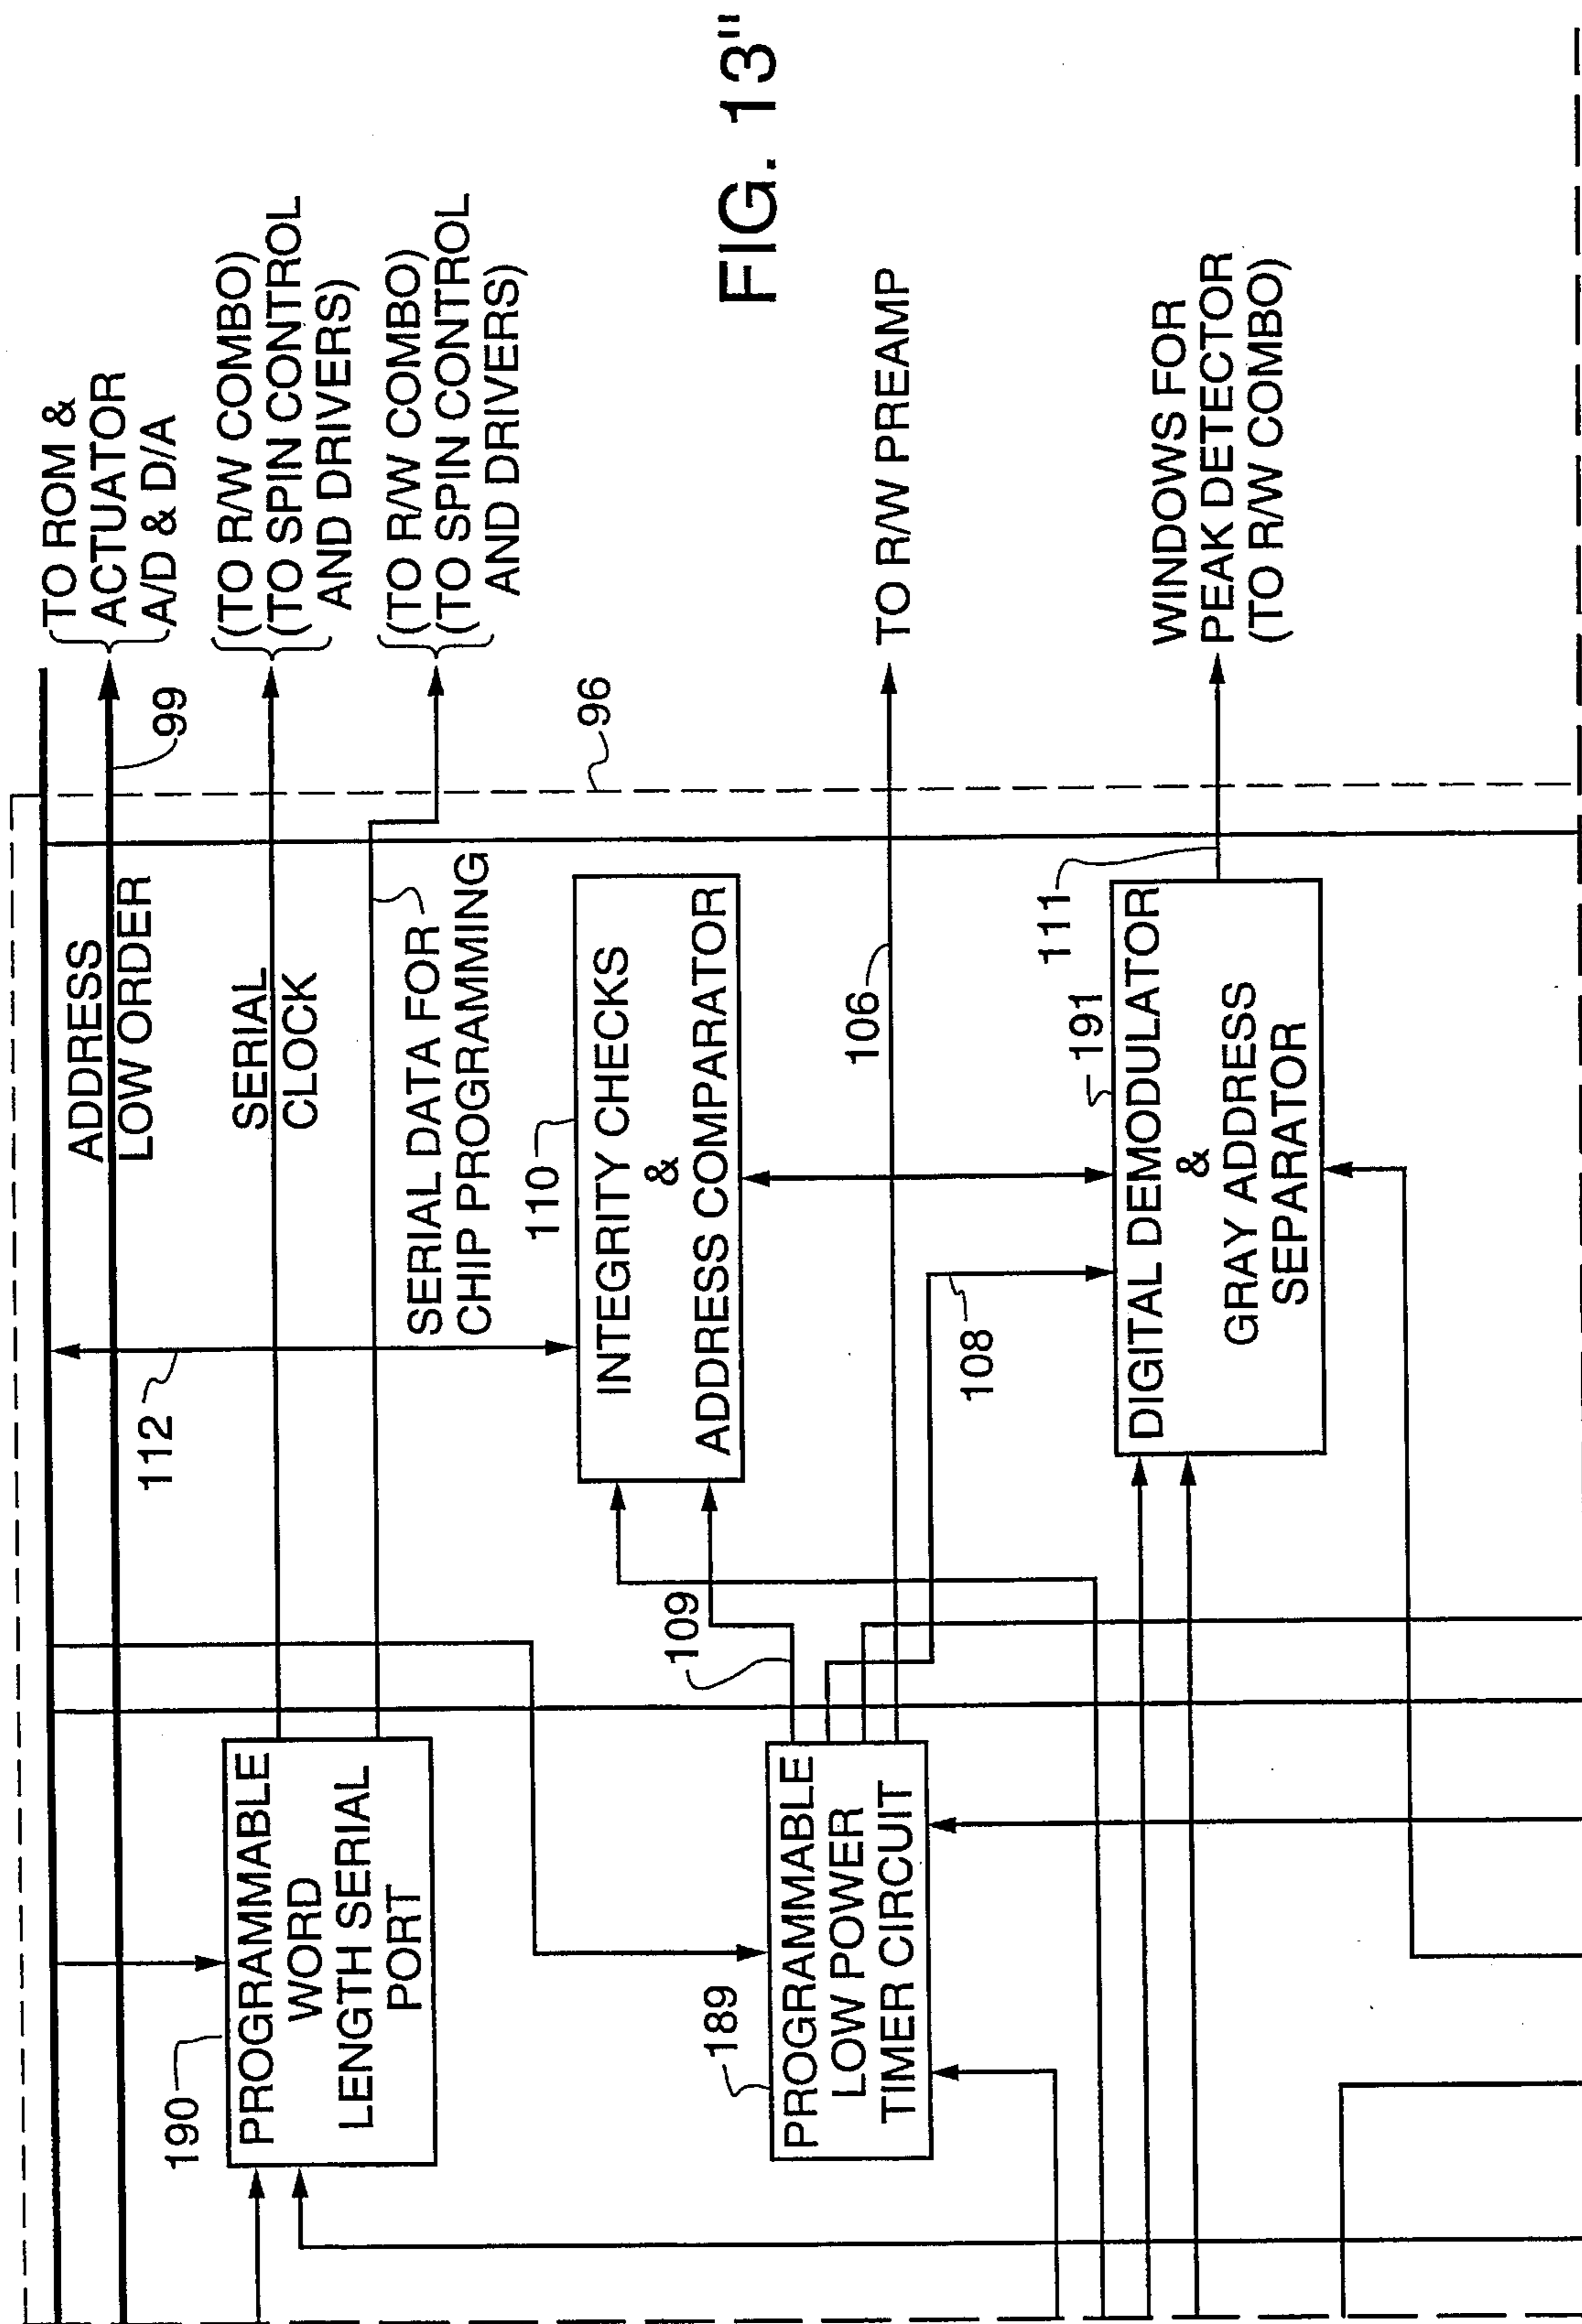 TO ROM &
ACTUATOR
A/D & D/A
(TO R/W COMBO)
(TO SPIN CONTROL
AND DRIVERS)
(TO R/W COMBO)
(TO SPIN CONTROL
AND DRIVERS)
FIG. 13"
TO R/W PREAMP
WINDOWS FOR
PEAK DETECTOR
(TO R/W COMBO)
99
96
ADDRESS
LOW ORDER
SERIAL
CLOCK
SERIAL DATA FOR
CHIP PROGRAMMING
112
110
INTEGRITY CHECKS
&
ADDRESS COMPARATOR
106
111
191
DIGITAL DEMODULATOR
&
GRAY ADDRESS
SEPARATOR
108
109
190
PROGRAMMABLE
WORD
LENGTH SERIAL
PORT
189
PROGRAMMABLE
LOW POWER
TIMER CIRCUIT